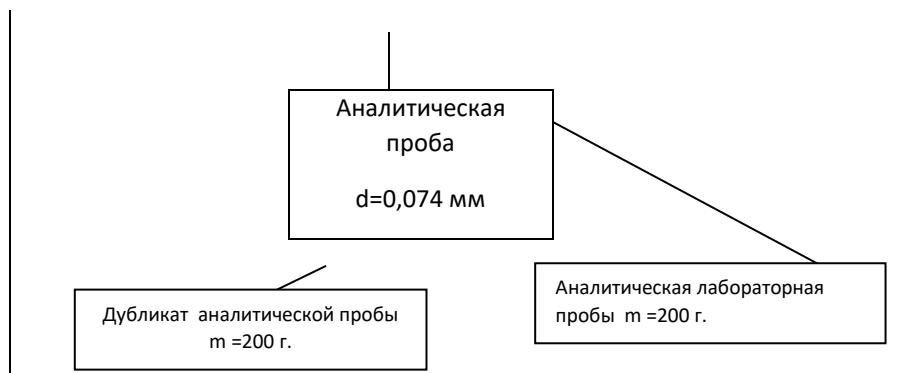 Аналитическая
проба
d=0,074 мм
Дубликат аналитической пробы
m =200 г.
Аналитическая лабораторная
пробы m =200 г.